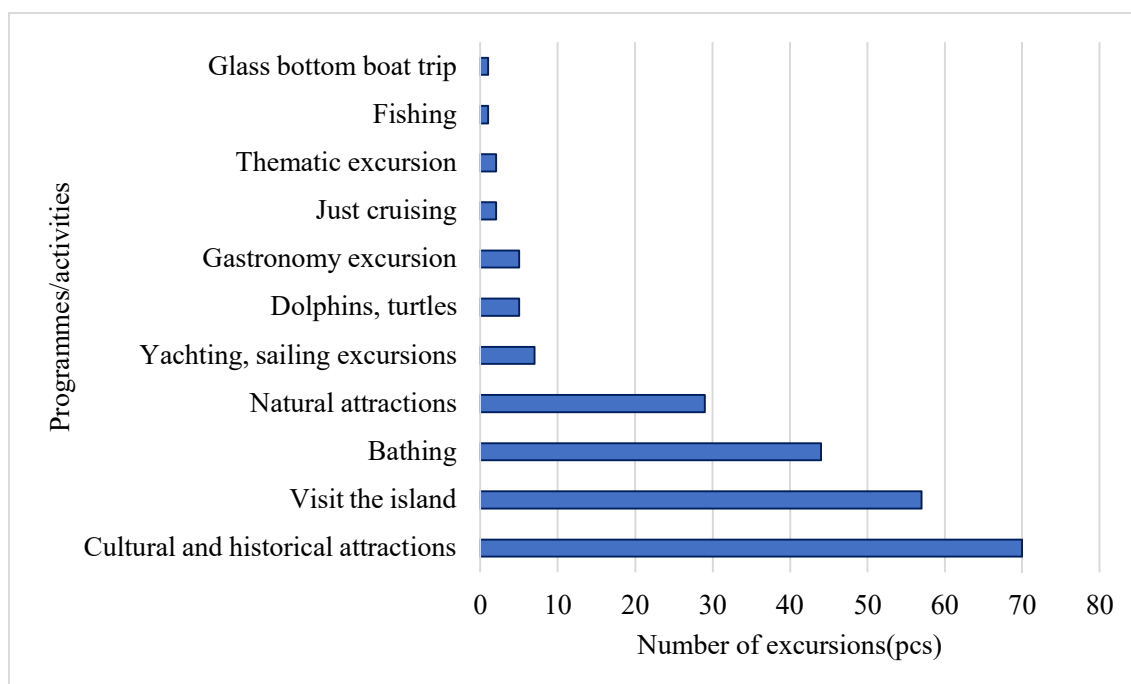 Glass bottom boat trip
Fishing
Thematic excursion
Just cruising
Gastronomy excursion
Dolphins, turtles
Yachting, sailing excursions
Natural attractions
Bathing
Visit the island
Cultural and historical attractions
Programmes/activities
0 10 20 30 40 50 60 70 80
Number of excursions(pcs)